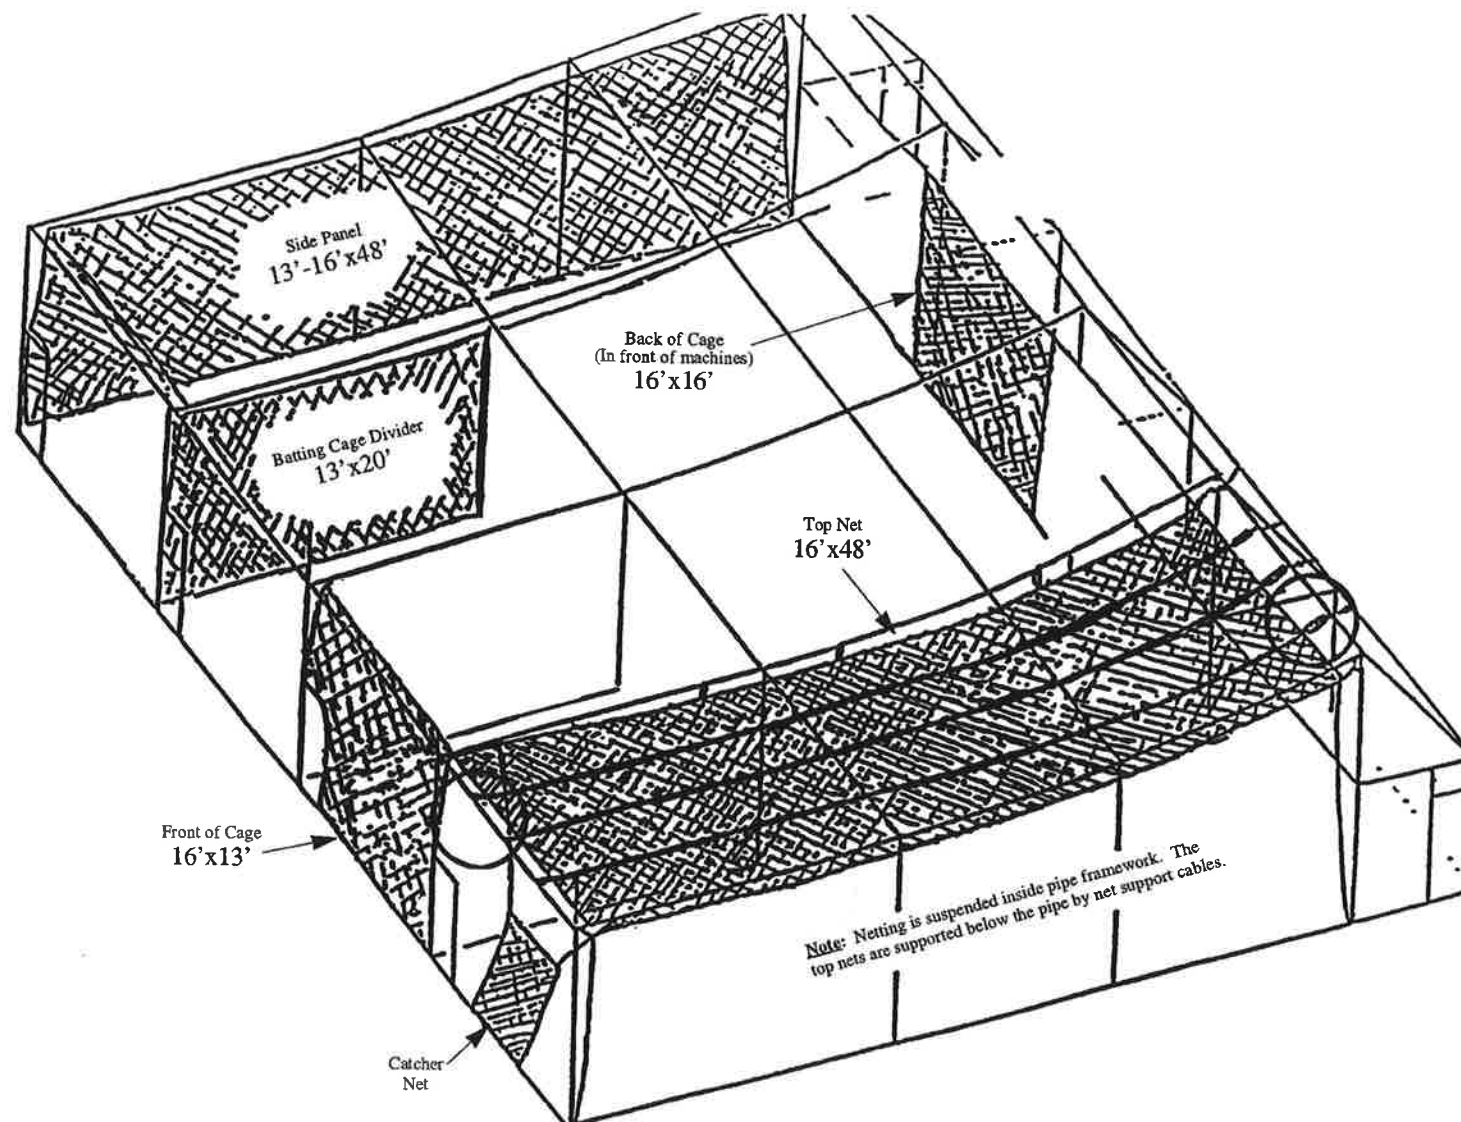 Side Panel
13'-16'x48'
Batting Cage Divider
13'x20'
Back of Cage
(In front of machines)
16'x16'
Top Net
16'x48'
Front of Cage
16'x13'
Note: Netting is suspended inside pipe framework. The
top nets are supported below the pipe by net support cables.
Catcher
Net